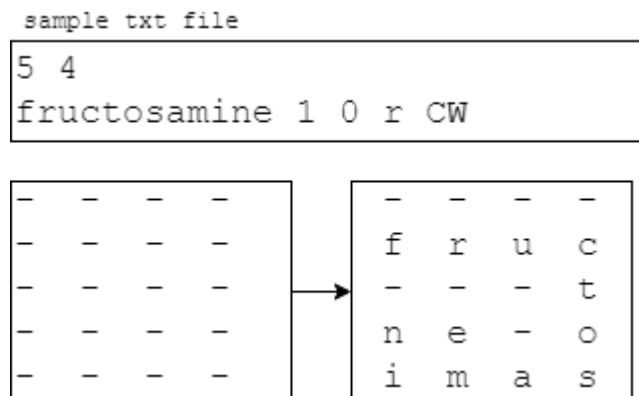 sample txt file
5 4
fructosamine 1 0 r CW
- - - -
- - - -
- - - -
- - - -
- - - -
- - - -
f r u c
- - - t
n e - o
i m a s